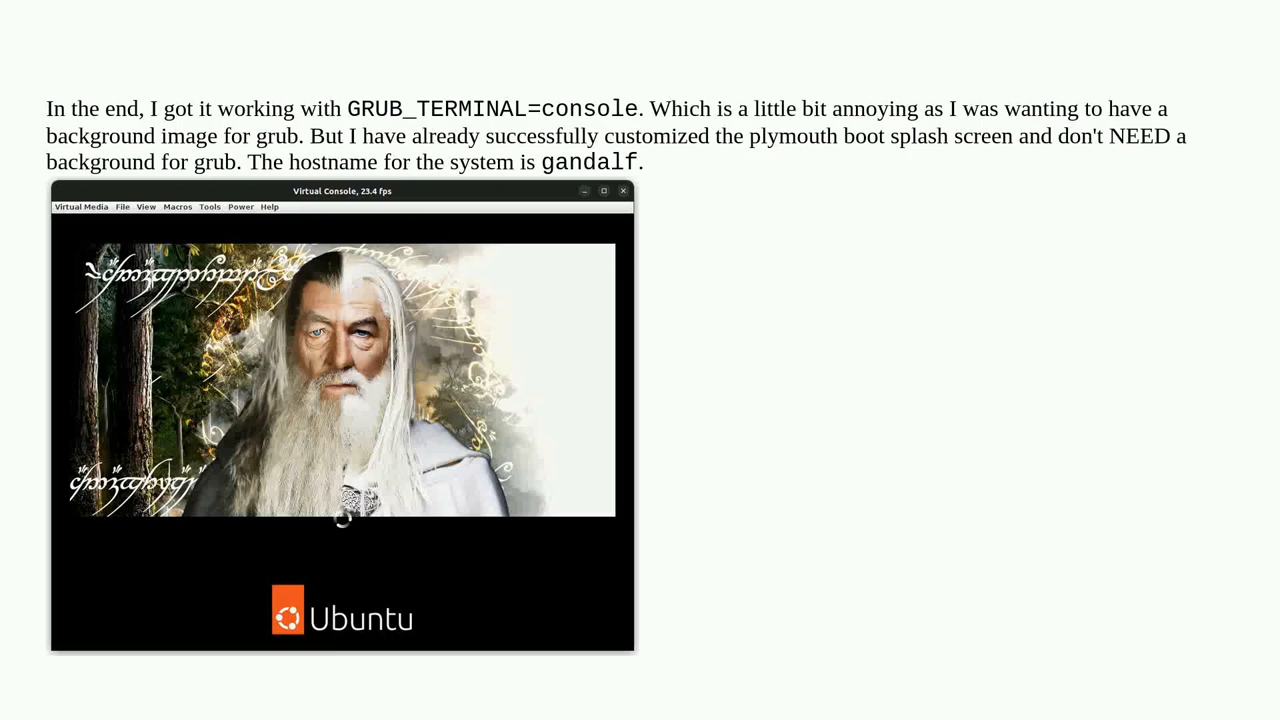 In the end, I got it working with GRUB_TERMINAL=console. Which is a little bit annoying as I was wanting to have a
background image for grub. But I have already successfully customized the plymouth boot splash screen and don't NEED a
background for grub. The hostname for the system is gandalf.
Virtual Console, 23.4 fps
Virtual Media File View Macros Tools Power Help
Ubuntu